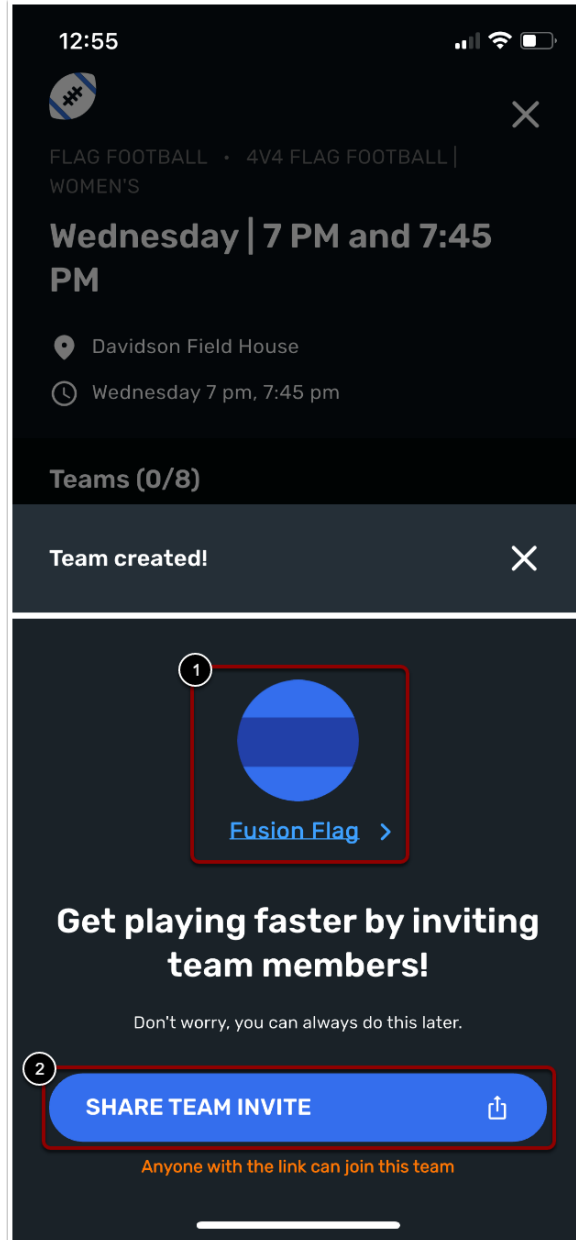 12:55
FLAG FOOTBALL • 4V4 FLAG FOOTBALL |
WOMEN'S
Wednesday | 7 PM and 7:45
PM
Davidson Field House
Wednesday 7 pm, 7:45 pm
Teams (0/8)
Team created!
1
Fusion Flag
Get playing faster by inviting
team members!
Don't worry, you can always do this later.
2
SHARE TEAM INVITE
Anyone with the link can join this team